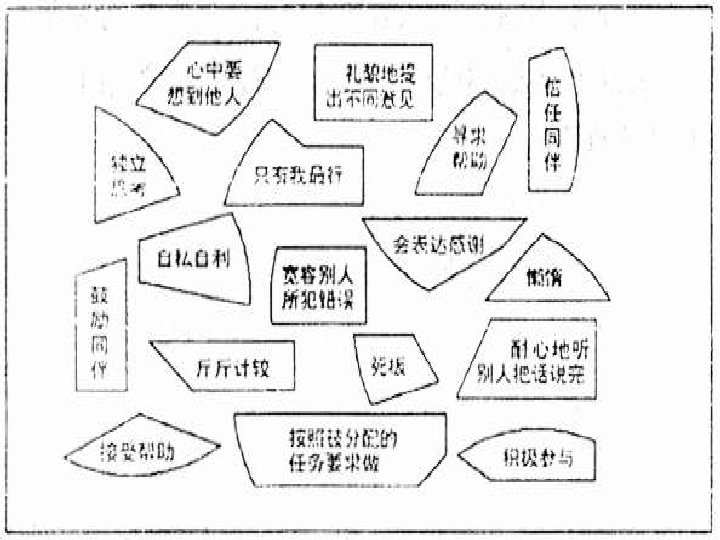 心中要
想到他人
礼貌地提
出不同意见
信
任
同
伴
寻求
帮助
独立
思考
只有我最行
自私自利
会表达感谢
宽容别人
所犯错误
懒惰
鼓
励
同
伴
斤斤计较
死板
耐心地听
别人把话说完
接受帮助
按照被分配的
任务要求做
积极参与